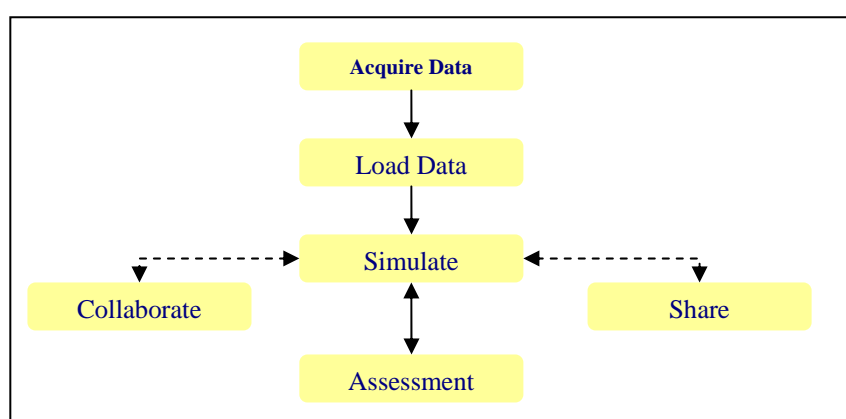 Acquire Data
Load Data
Simulate
Collaborate
Share
Assessment